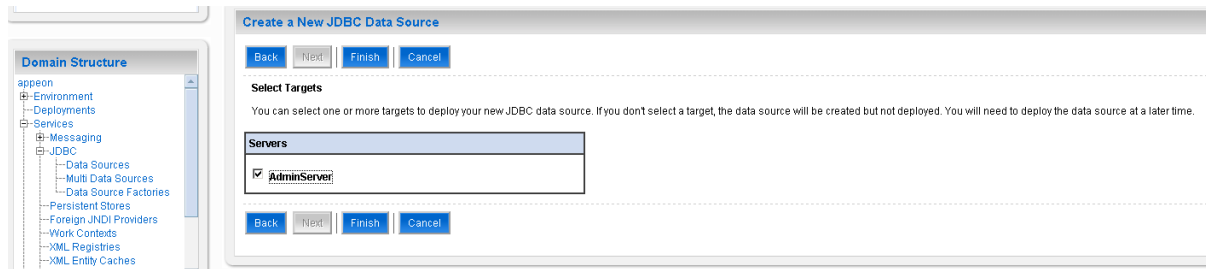 Domain Structure
appeon
Environment
Deployments
Services
Messaging
JDBC
Data Sources
Multi Data Sources
Data Source Factories
Persistent Stores
Foreign JNDI Providers
Work Contexts
XML Registries
XML Entity Caches
Create a New JDBC Data Source
Back Next Finish Cancel
Select Targets
You can select one or more targets to deploy your new JDBC data source. If you don't select a target, the data source will be created but not deployed. You will need to deploy the data source at a later time.
Servers
AdminServer
Back Next Finish Cancel